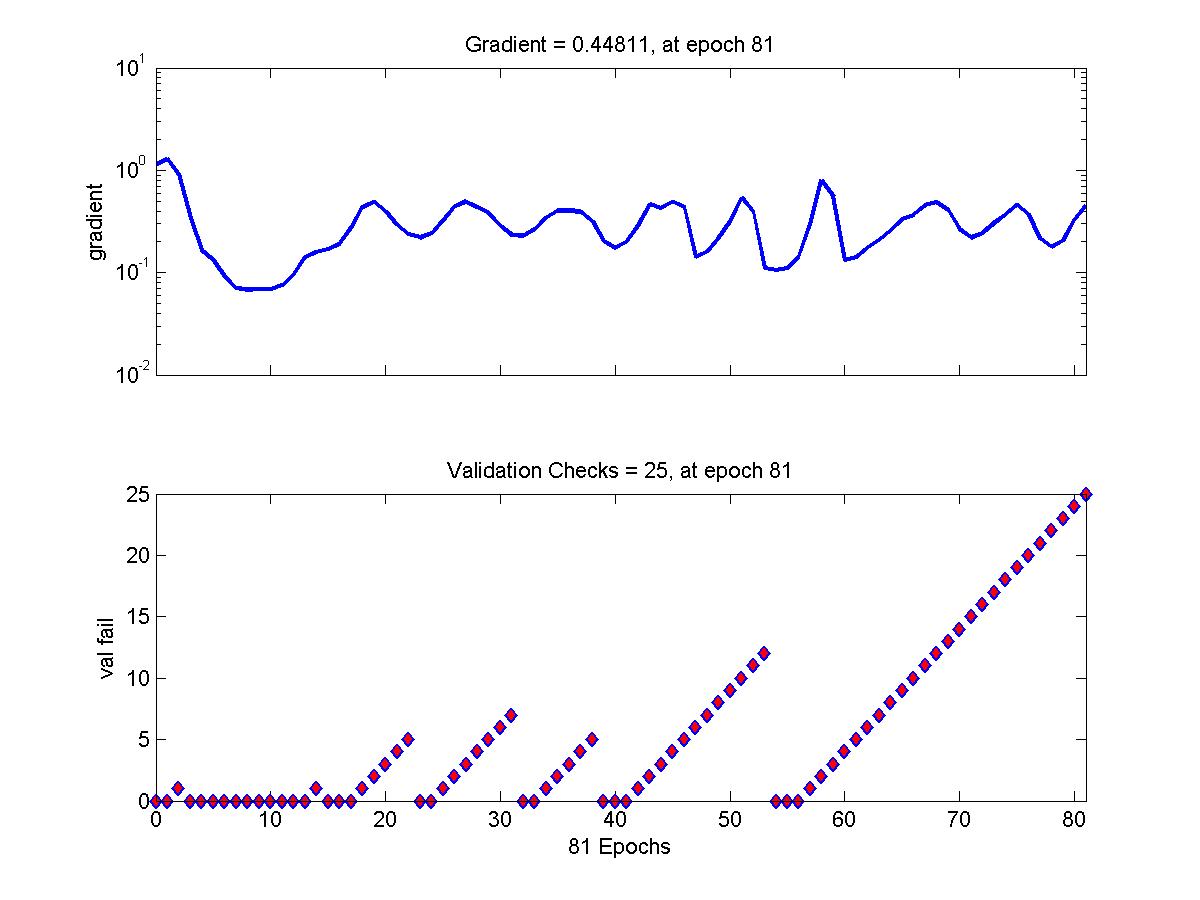 Gradient = 0.44811, at epoch 81
10^1
10^0
10^-1
10^-2
gradient
Validation Checks = 25, at epoch 81
25
20
15
10
5
0
val fail
0 10 20 30 40 50 60 70 80
81 Epochs